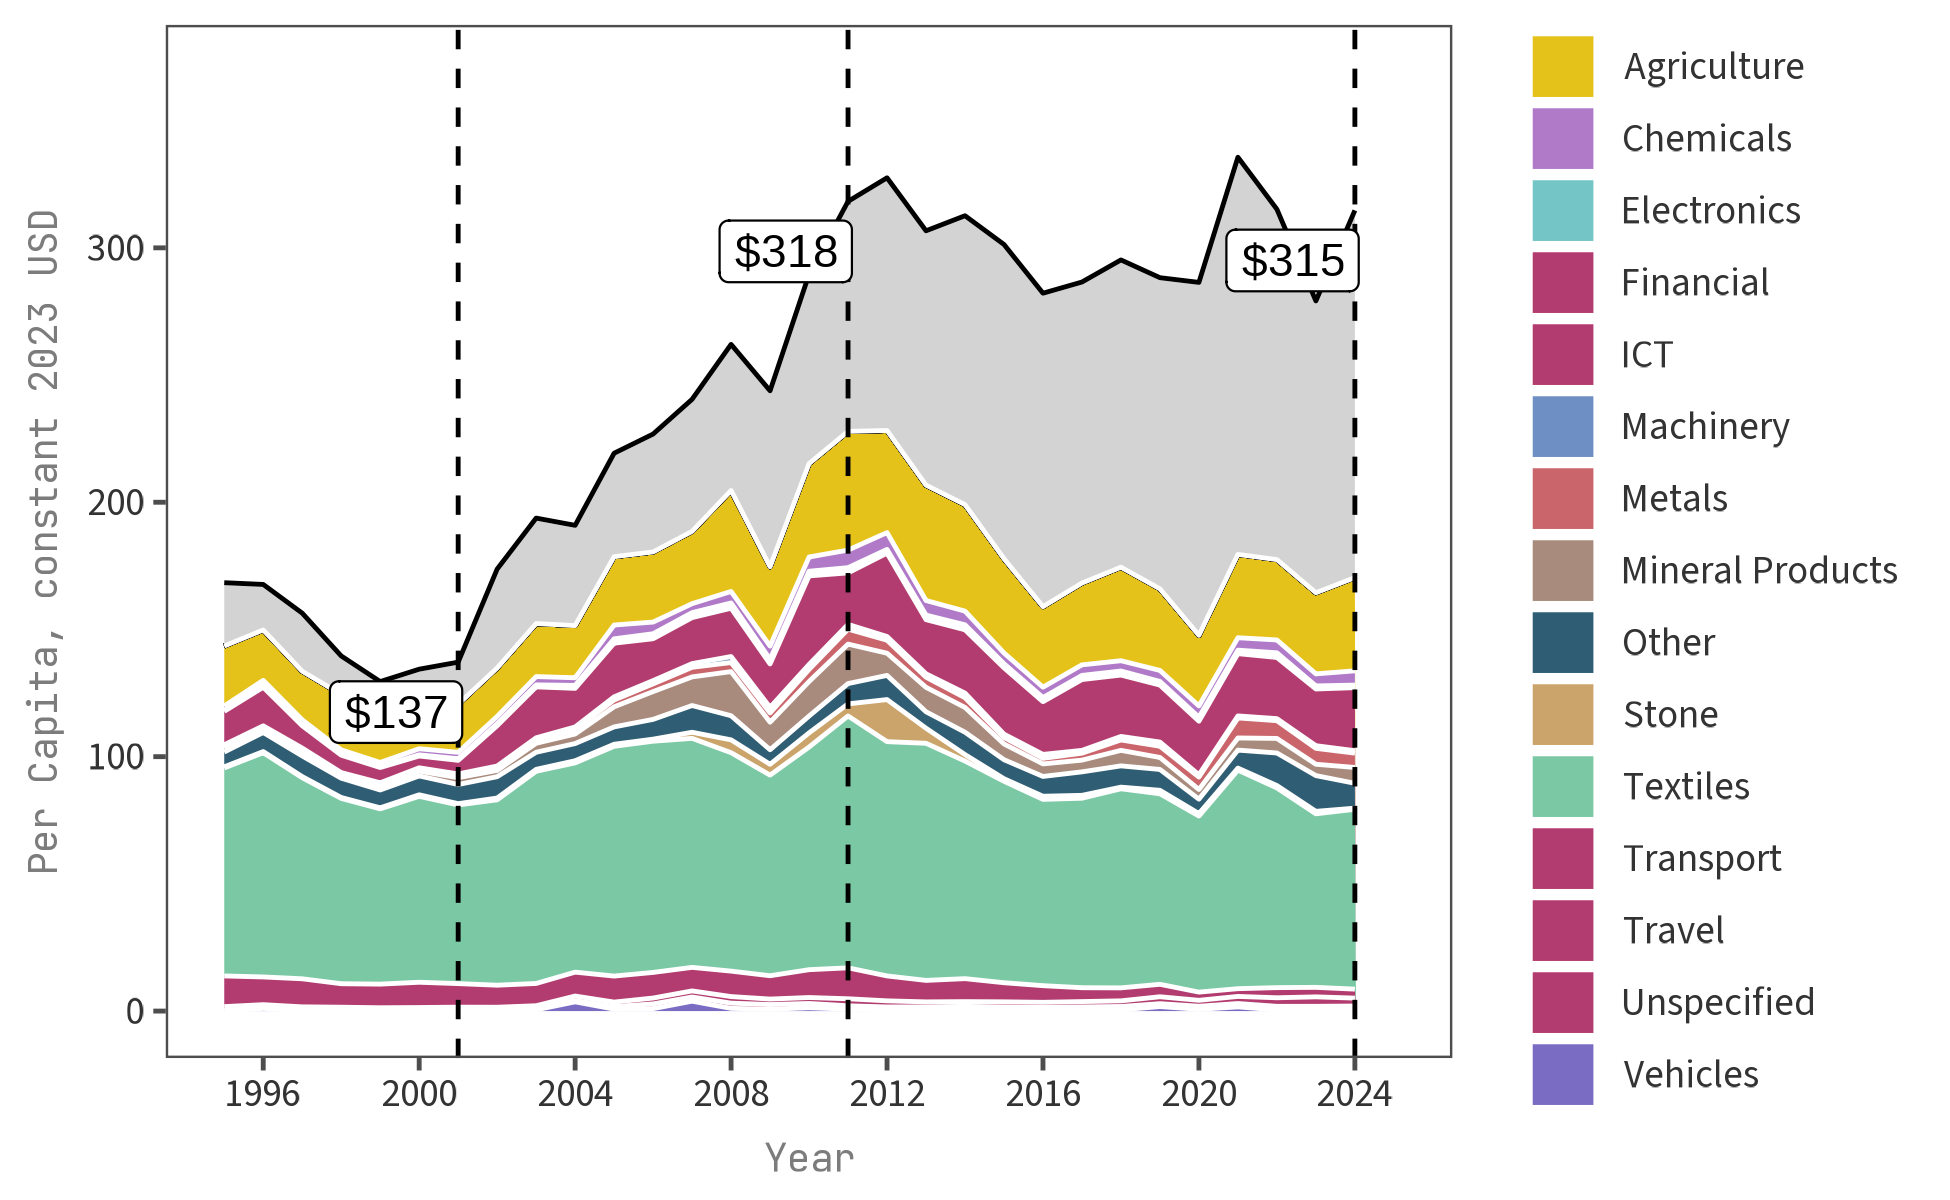 Per Capita, constant 2023 USD
300
200
100
0
$137
$318
$315
1996 2000 2004 2008 2012 2016 2020 2024
Year
Agriculture
Chemicals
Electronics
Financial
ICT
Machinery
Metals
Mineral Products
Other
Stone
Textiles
Transport
Travel
Unspecified
Vehicles